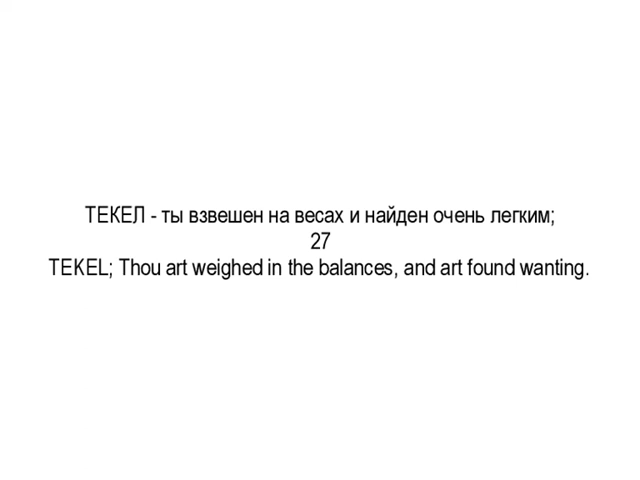 ТЕКЕЛ - ты взвешен на весах и найден очень легким;
27
TEKEL; Thou art weighed in the balances, and art found wanting.